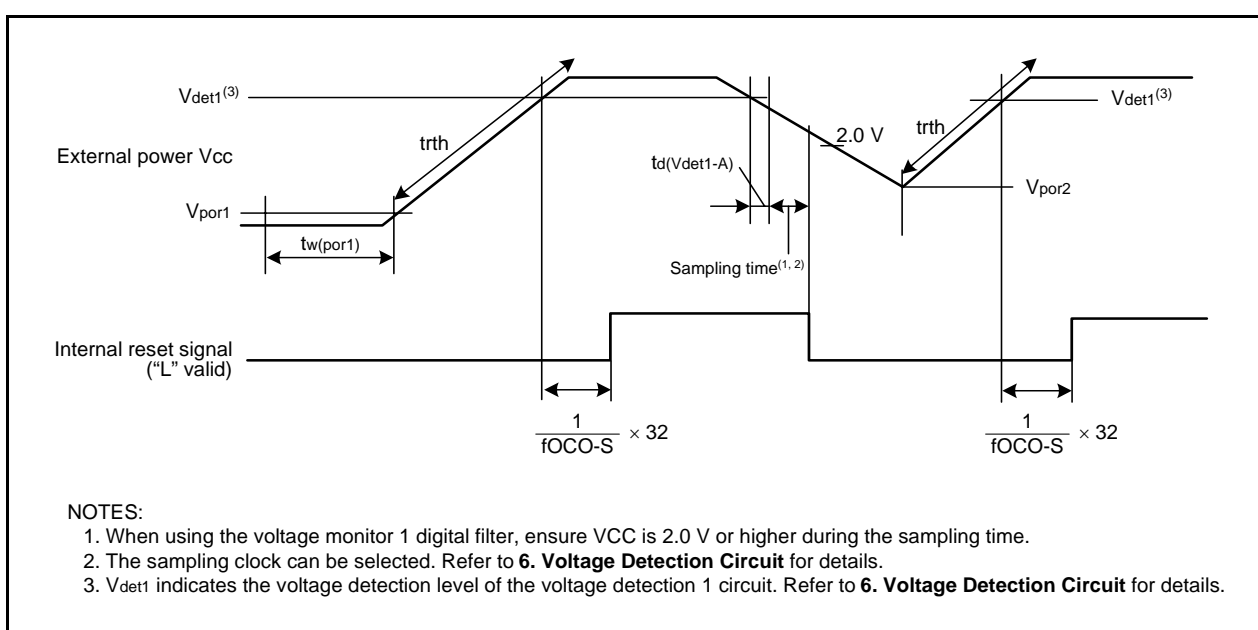 Vdet1(3)
Vdet1(3)
trth
trth
2.0 V
External power Vcc
td(Vdet1-A)
Vpor2
Vpor1
tw(por1)
Sampling time(1, 2)
Internal reset signal
(“L” valid)
1
fOCO-S
× 32
1
fOCO-S
× 32
NOTES:
1. When using the voltage monitor 1 digital filter, ensure VCC is 2.0 V or higher during the sampling time.
2. The sampling clock can be selected. Refer to 6. Voltage Detection Circuit for details.
3. Vdet1 indicates the voltage detection level of the voltage detection 1 circuit. Refer to 6. Voltage Detection Circuit for details.